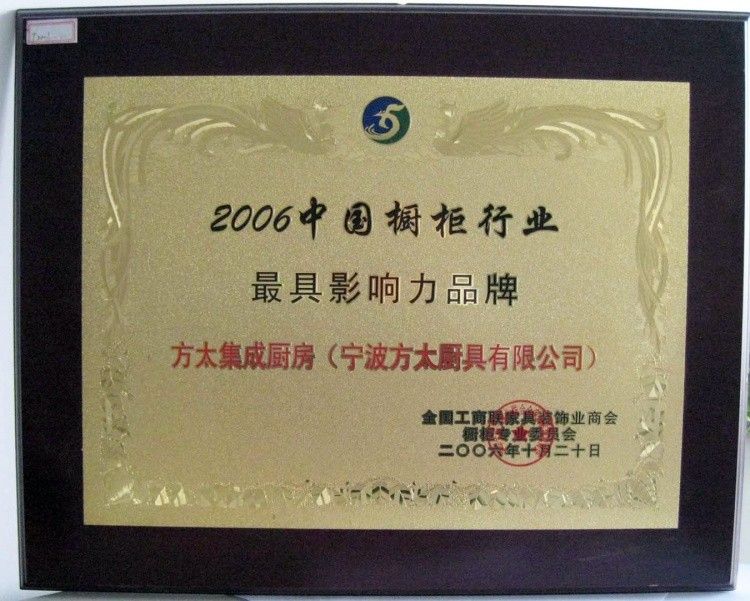 2006中国橱柜行业
最具影响力品牌
方太集成厨房（宁波方太厨具有限公司）
全国工商联家具装饰业商会
橱柜专业委员会
二〇〇六年十月二十日